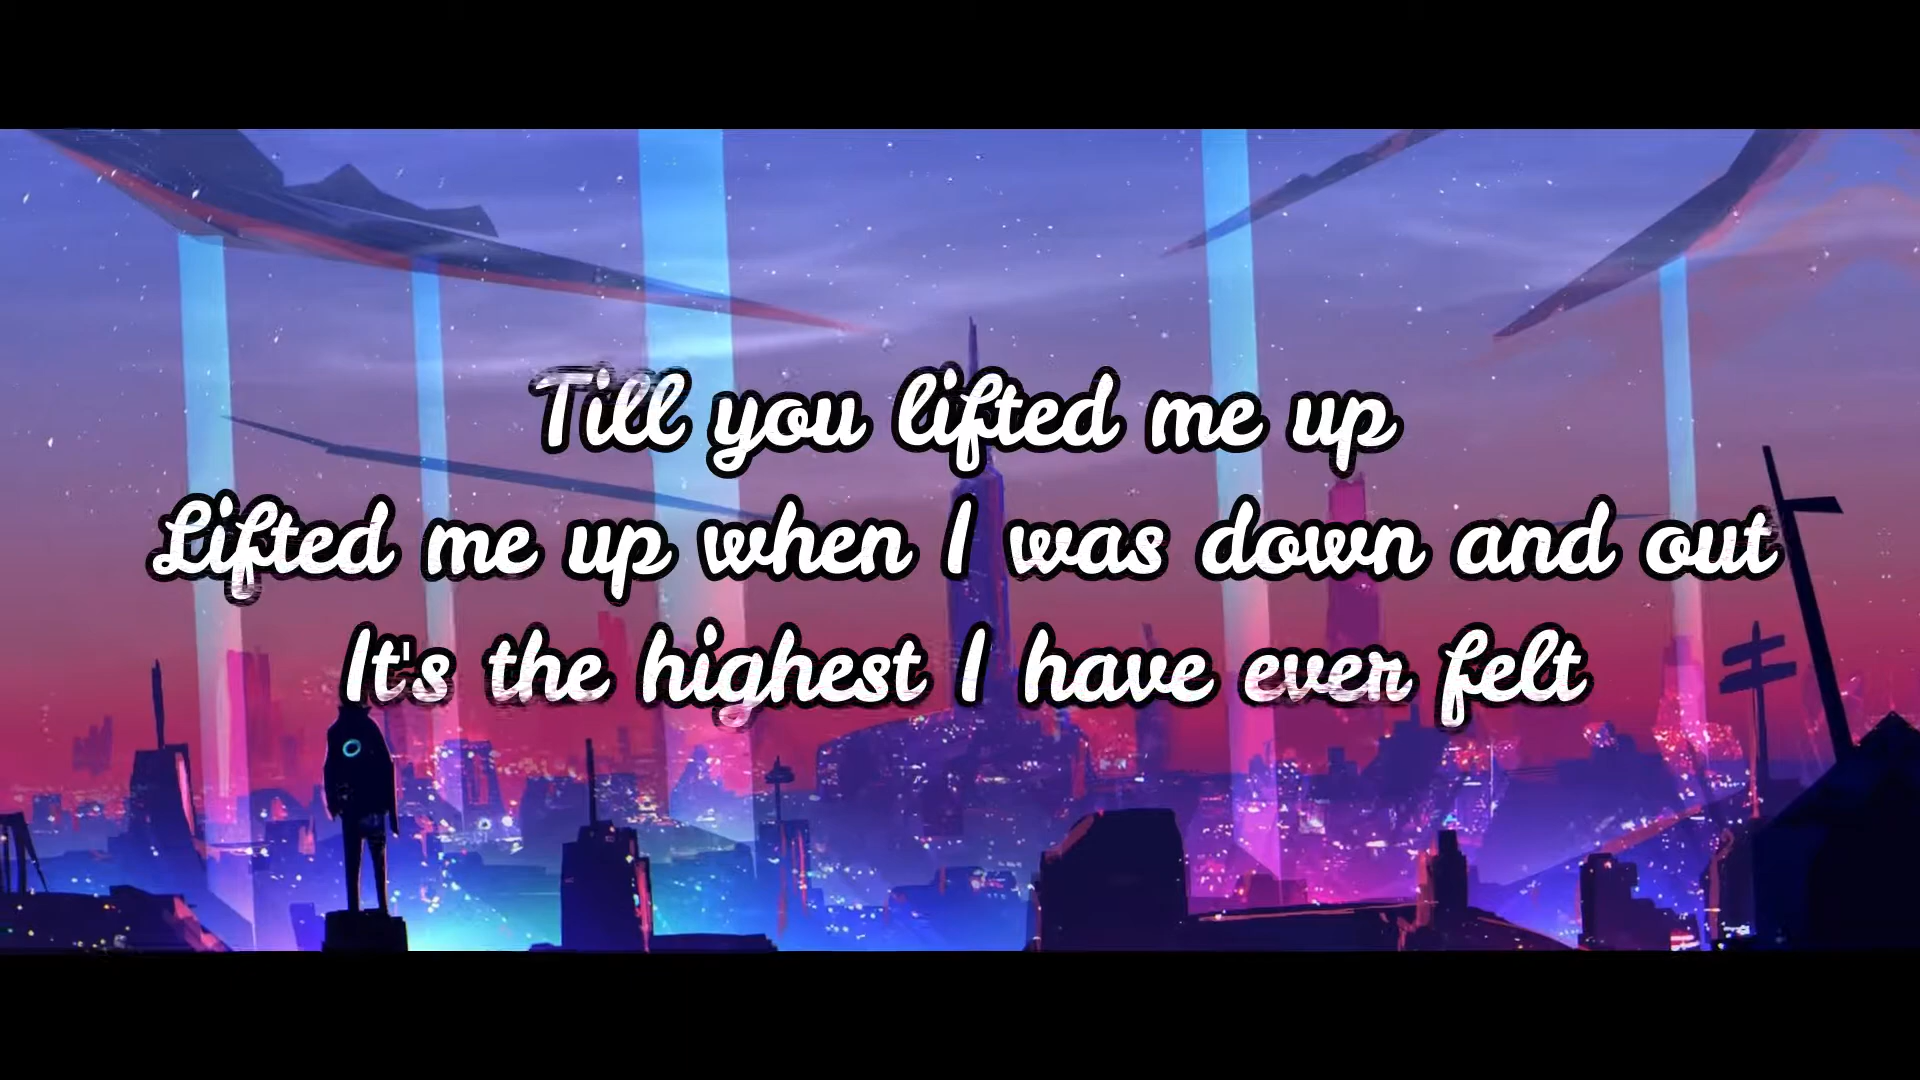 Till you lifted me up
Lifted me up when I was down and out
It's the highest I have ever felt